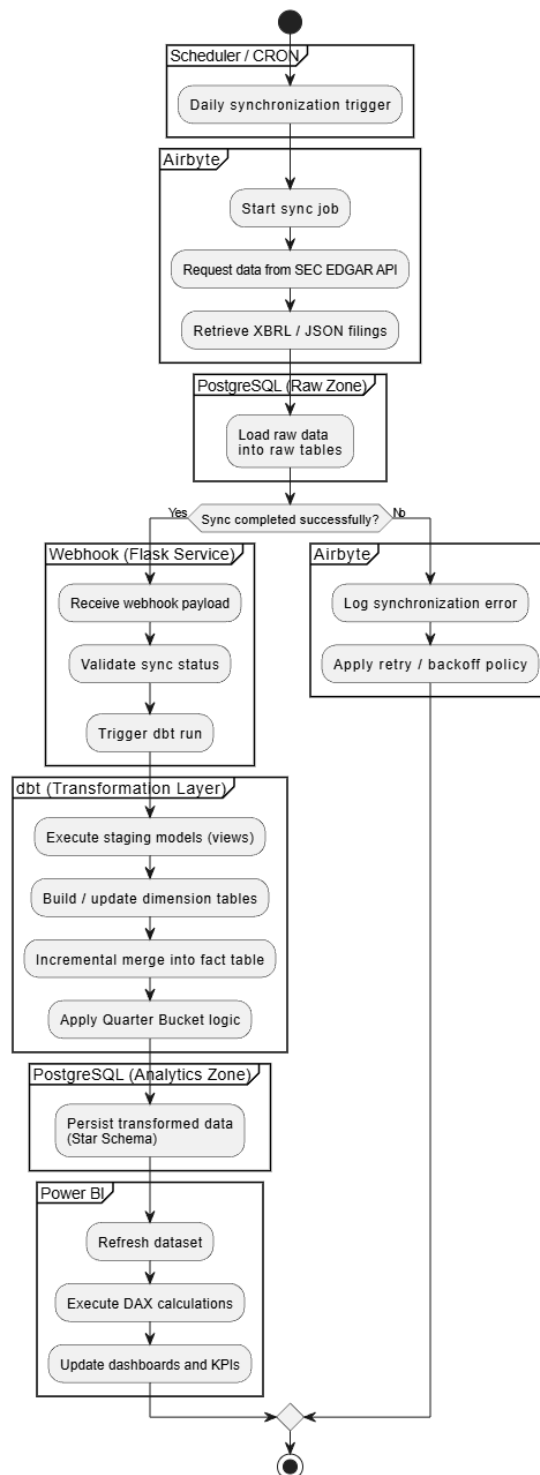 Scheduler / CRON
Daily synchronization trigger
Airbyte
Start sync job
Request data from SEC EDGAR API
Retrieve XBRL / JSON filings
PostgreSQL (Raw Zone)
Load raw data
into raw tables
Yes
Sync completed successfully?
No
Webhook (Flask Service)
Receive webhook payload
Validate sync status
Trigger dbt run
Airbyte
Log synchronization error
Apply retry / backoff policy
dbt (Transformation Layer)
Execute staging models (views)
Build / update dimension tables
Incremental merge into fact table
Apply Quarter Bucket logic
PostgreSQL (Analytics Zone)
Persist transformed data
(Star Schema)
Power BI
Refresh dataset
Execute DAX calculations
Update dashboards and KPIs